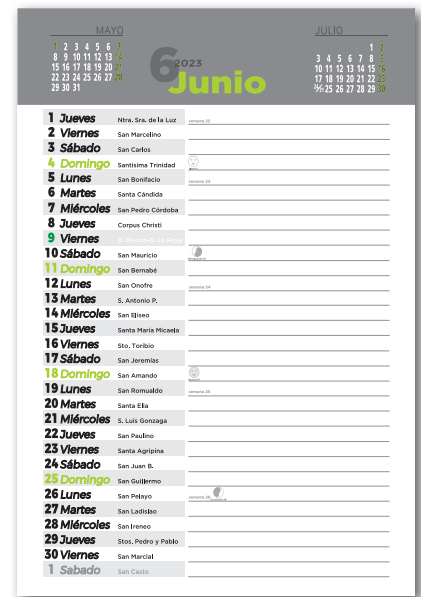 MAYO
1 2 3 4 5 6 7
8 9 10 11 12 13 14
15 16 17 18 19 20 21
22 23 24 25 26 27 28
29 30 31
6 2023
Junio
JULIO
1 2
3 4 5 6 7 8 9
10 11 12 13 14 15 16
17 18 19 20 21 22 23
24/31 25 26 27 28 29 30
1 Jueves Ntra. Sra. de la Luz semana 22
2 Viernes San Marcelino
3 Sábado San Carlos
4 Domingo Santísima Trinidad
5 Lunes San Bonifacio
6 Martes Santa Cándida
7 Miércoles San Pedro Córdoba
8 Jueves Corpus Christi
9 Viernes
10 Sábado San Mauricio
11 Domingo San Bernabé
12 Lunes San Onofre semana 24
13 Martes S. Antonio P.
14 Miércoles San Eliseo
15 Jueves Santa María Micaela
16 Viernes Sto. Toribio
17 Sábado San Jeremías
18 Domingo San Amando
19 Lunes San Romualdo semana 25
20 Martes Santa Elia
21 Miércoles S. Luis Gonzaga
22 Jueves San Paulino
23 Viernes Santa Agripina
24 Sábado San Juan B.
25 Domingo San Guillermo
26 Lunes San Pelayo semana 26
27 Martes San Ladislao
28 Miércoles San Ireneo
29 Jueves Stos. Pedro y Pablo
30 Viernes San Marcial
1 Sabado San Casto